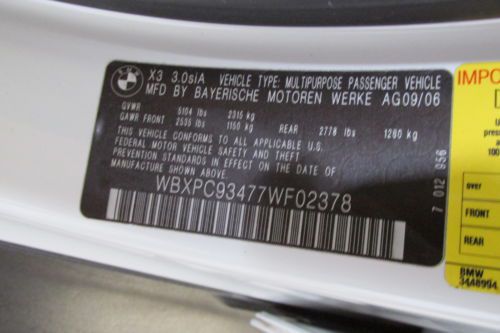 BMW
X3 3.0siA VEHICLE TYPE: MULTIPURPOSE PASSENGER VEHICLE
MFD BY BAYERISCHE MOTOREN WERKE AG09/06
GVWR 5104 lbs 2315 kg
GAWR FRONT 2535 lbs 1150 kg REAR 2778 lbs 1260 kg
THIS VEHICLE CONFORMS TO ALL APPLICABLE U.S.
FEDERAL MOTOR VEHICLE SAFETY AND THEFT
PREVENTION STANDARDS IN EFFECT ON THE DATE OF
MANUFACTURE SHOWN ABOVE.
WBXPC93477WF02378
7 012 956
IMPO
over
FRONT
REAR
BMW
3448994